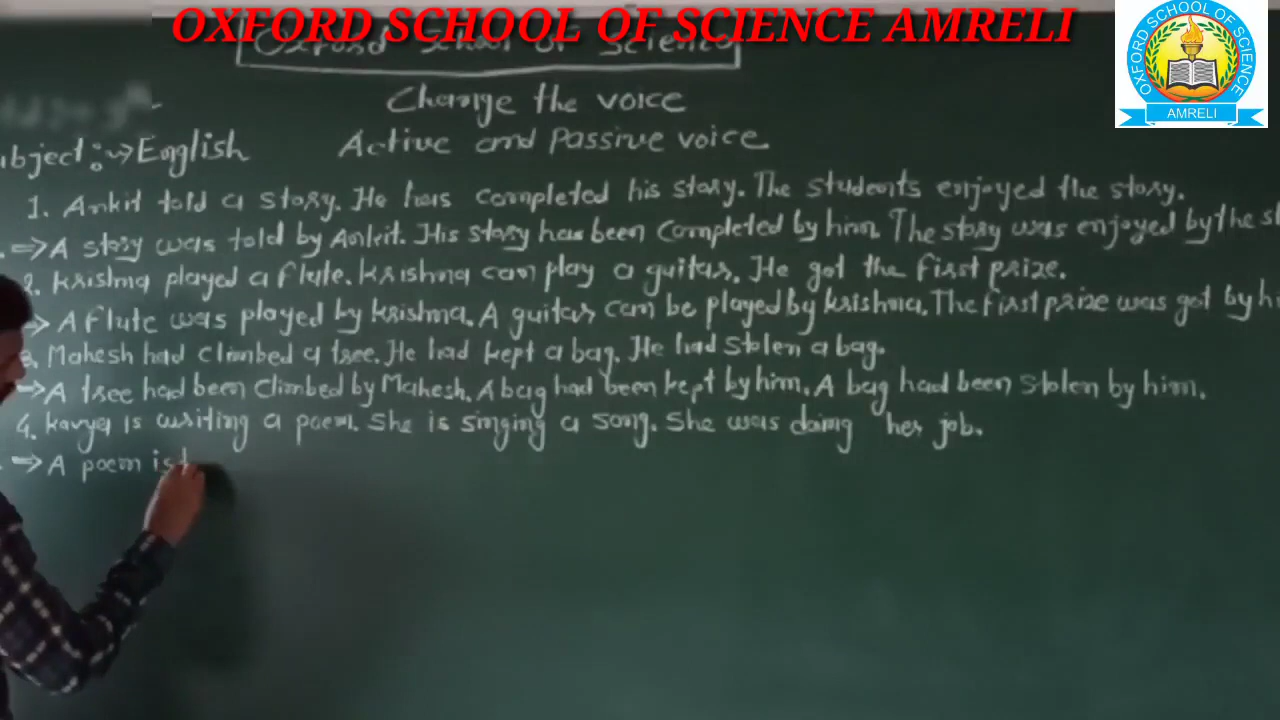 OXFORD SCHOOL OF SCIENCE AMRELI
OXFORD SCHOOL OF SCIENCE
AMRELI
Oxford School of Science
Change the voice
ubject:~>English Active and Passive voice
1. Ankit told a story. He has completed his story. The students enjoyed the story.
=> A story was told by Ankit. His story has been completed by him. The story was enjoyed by the s
2. Krishna played a flute. Krishna can play a guitar. He got the first prize.
=> A flute was played by Krishna. A guitar can be played by Krishna. The first prize was got by h
3. Mahesh had climbed a tree. He had kept a bag. He had stolen a bag.
=> A tree had been climbed by Mahesh. A bag had been kept by him. A bag had been stolen by him.
4. Kavya is writing a poem. She is singing a song. She was doing her job.
=> A poem is